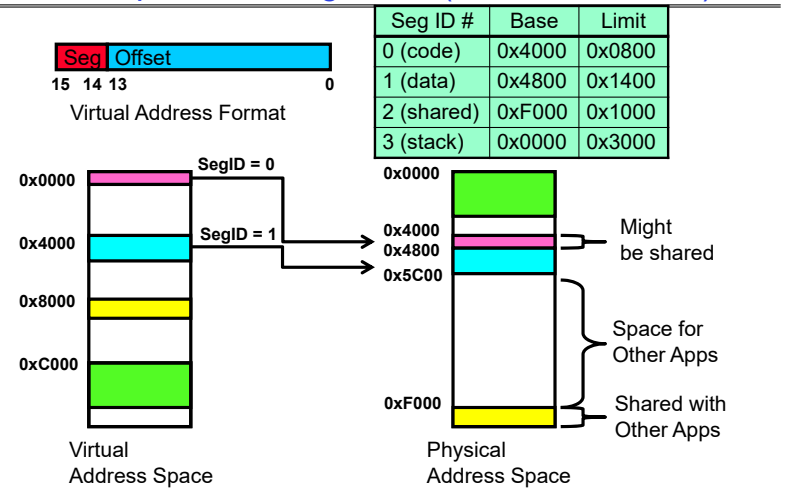 Seg ID # Base Limit
0 (code) 0x4000 0x0800
1 (data) 0x4800 0x1400
2 (shared) 0xF000 0x1000
3 (stack) 0x0000 0x3000
Seg Offset
15 14 13 0
Virtual Address Format
SegID = 0
0x0000
0x4000
SegID = 1
0x8000
0xC000
Virtual
Address Space
0x0000
0x4000
0x4800
0x5C00
0xF000
Physical
Address Space
Might
be shared
Space for
Other Apps
Shared with
Other Apps